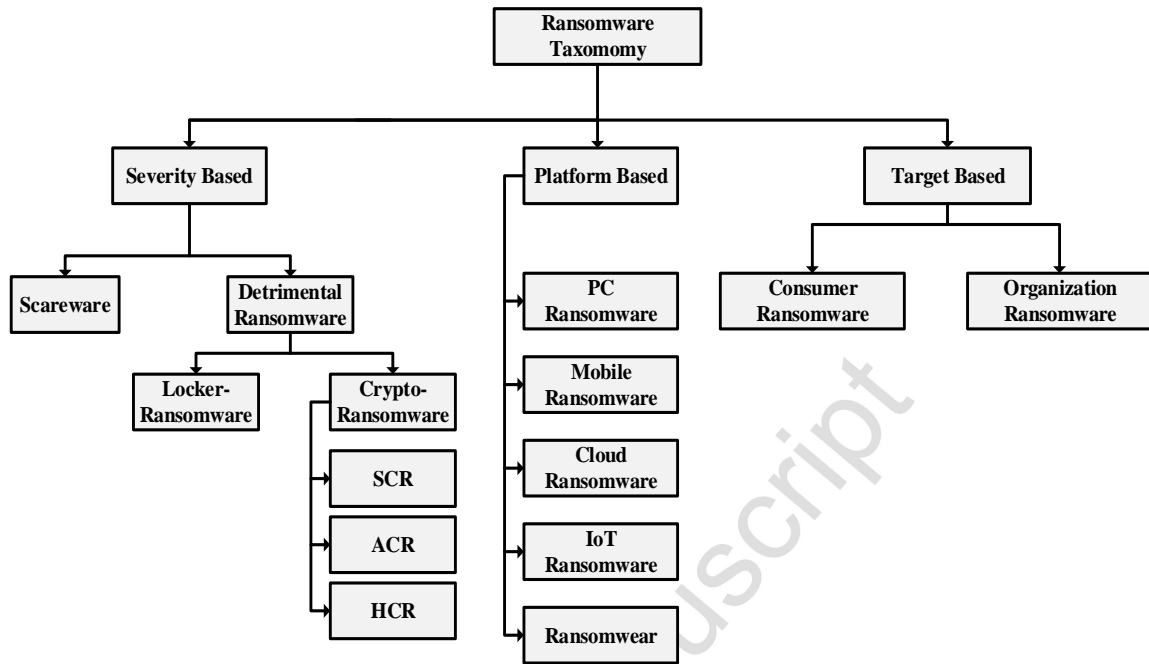 Ransomware
Taxomomy
Severity Based
Platform Based
Target Based
Scareware
Detrimental
Ransomware
PC
Ransomware
Consumer
Ransomware
Organization
Ransomware
Locker-
Ransomware
Crypto-
Ransomware
Mobile
Ransomware
SCR
Cloud
Ransomware
ACR
IoT
Ransomware
HCR
Ransomwear
uscript